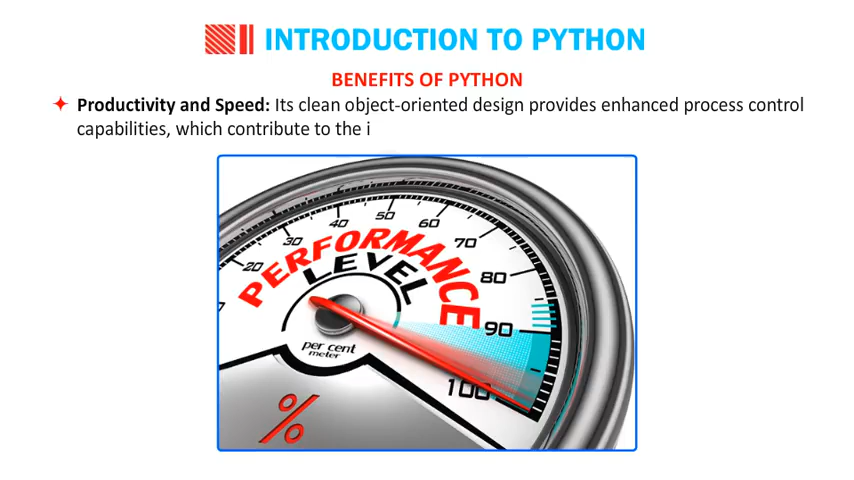 INTRODUCTION TO PYTHON
BENEFITS OF PYTHON
Productivity and Speed: Its clean object-oriented design provides enhanced process control
capabilities, which contribute to the i
20
30
40
50
60
70
80
90
100
PERFORMANCE
LEVEL
per cent
meter
%